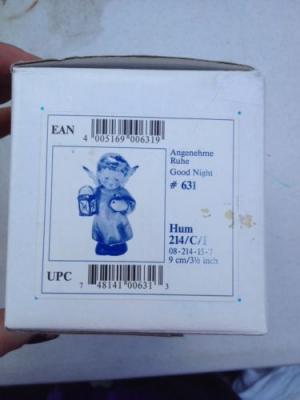 EAN
4 005169 006319
Angenehme
Ruhe
Good Night
# 631
Hum
214/C/1
08-214-15-7
9 cm/3½ inch
UPC
7 48141 00631 3